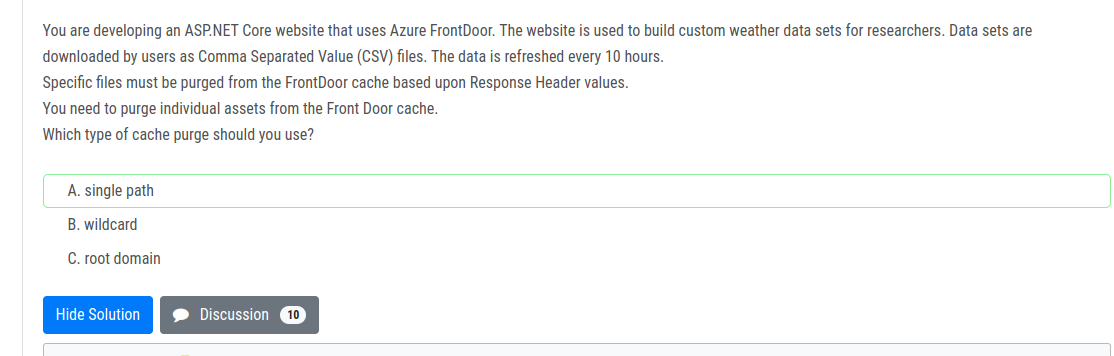 You are developing an ASP.NET Core website that uses Azure FrontDoor. The website is used to build custom weather data sets for researchers. Data sets are
downloaded by users as Comma Separated Value (CSV) files. The data is refreshed every 10 hours.
Specific files must be purged from the FrontDoor cache based upon Response Header values.
You need to purge individual assets from the Front Door cache.
Which type of cache purge should you use?
A. single path
B. wildcard
C. root domain
Hide Solution Discussion 10